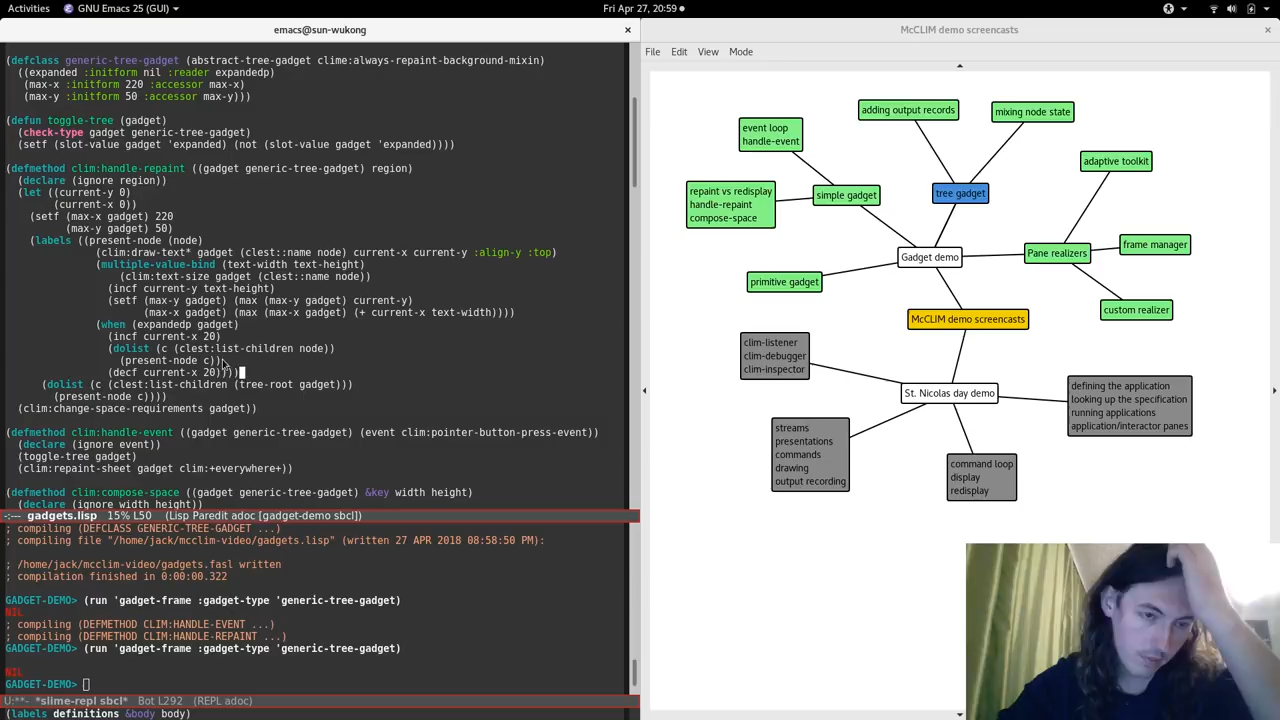 Activities
GNU Emacs 25 (GUI)
Fri Apr 27, 20:59
emacs@sun-wukong
(defclass generic-tree-gadget (abstract-tree-gadget clime:always-repaint-background-mixin)
((expanded :initform nil :reader expandedp)
(max-x :initform 220 :accessor max-x)
(max-y :initform 50 :accessor max-y)))
(defun toggle-tree (gadget)
(check-type gadget generic-tree-gadget)
(setf (slot-value gadget 'expanded) (not (slot-value gadget 'expanded))))
(defmethod clim:handle-repaint ((gadget generic-tree-gadget) region)
(declare (ignore region))
(let ((current-y 0)
(current-x 0))
(setf (max-x gadget) 220
(max-y gadget) 50)
(labels ((present-node (node)
(clim:draw-text* gadget (clest::name node) current-x current-y :align-y :top)
(multiple-value-bind (text-width text-height)
(clim:text-size gadget (clest::name node))
(incf current-y text-height)
(setf (max-y gadget) (max (max-y gadget) current-y)
(max-x gadget) (max (max-x gadget) (+ current-x text-width))))
(when (expandedp gadget)
(incf current-x 20)
(dolist (c (clest:list-children node))
(present-node c))
(decf current-x 20))))
(dolist (c (clest:list-children (tree-root gadget)))
(present-node c))))
(clim:change-space-requirements gadget))
(defmethod clim:handle-event ((gadget generic-tree-gadget) (event clim:pointer-button-press-event))
(declare (ignore event))
(toggle-tree gadget)
(clim:repaint-sheet gadget clim:+everywhere+))
(defmethod clim:compose-space ((gadget generic-tree-gadget) &key width height)
(declare (ignore width height))
-:--- gadgets.lisp 15% L50 (Lisp Paredit adoc [gadget-demo sbcl])
; compiling (DEFCLASS GENERIC-TREE-GADGET ...)
; compiling file "/home/jack/mcclim-video/gadgets.lisp" (written 27 APR 2018 08:58:50 PM):
; /home/jack/mcclim-video/gadgets.fasl written
; compilation finished in 0:00:00.322
GADGET-DEMO> (run 'gadget-frame :gadget-type 'generic-tree-gadget)
NIL
; compiling (DEFMETHOD CLIM:HANDLE-EVENT ...)
; compiling (DEFMETHOD CLIM:HANDLE-REPAINT ...)
GADGET-DEMO> (run 'gadget-frame :gadget-type 'generic-tree-gadget)
NIL
GADGET-DEMO>
U:**- *slime-repl sbcl* Bot L292 (REPL adoc)
(labels definitions &body body)
McCLIM demo screencasts
File Edit View Mode
adding output records
mixing node state
event loop
handle-event
adaptive toolkit
repaint vs redisplay
handle-repaint
compose-space
simple gadget
tree gadget
frame manager
Gadget demo
Pane realizers
primitive gadget
custom realizer
McCLIM demo screencasts
clim-listener
clim-debugger
clim-inspector
St. Nicolas day demo
defining the application
looking up the specification
running applications
application/interactor panes
streams
presentations
commands
drawing
output recording
command loop
display
redisplay